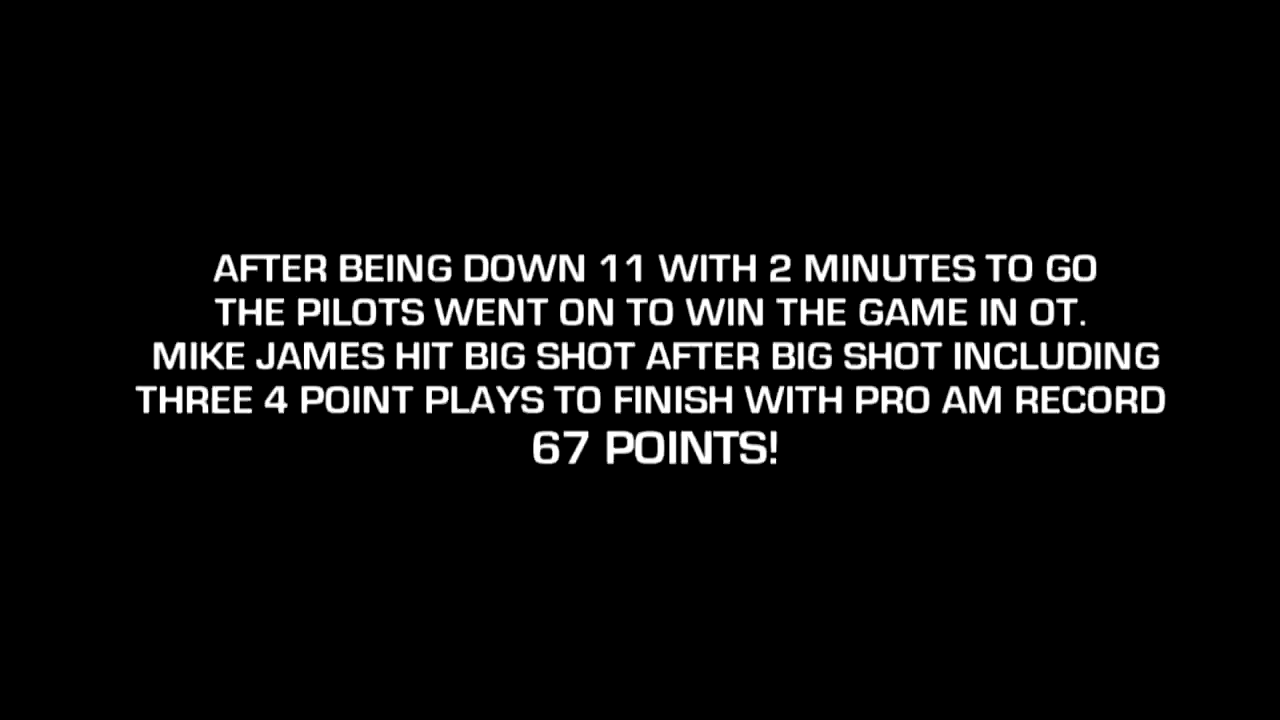 AFTER BEING DOWN 11 WITH 2 MINUTES TO GO
THE PILOTS WENT ON TO WIN THE GAME IN OT.
MIKE JAMES HIT BIG SHOT AFTER BIG SHOT INCLUDING
THREE 4 POINT PLAYS TO FINISH WITH PRO AM RECORD
67 POINTS!